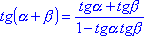 tg(α + β) = (tgα + tgβ) / (1 − tgα tgβ)